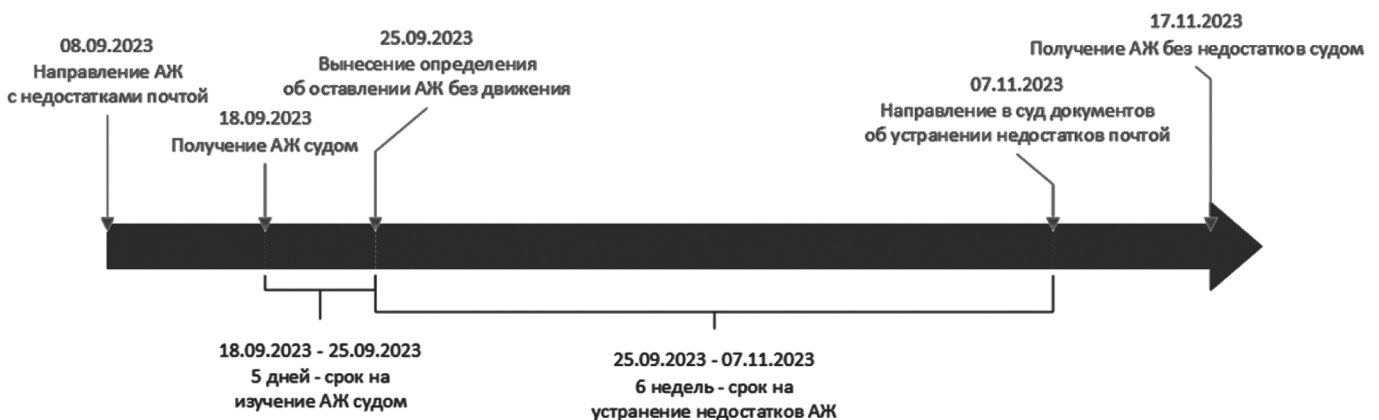 08.09.2023
Направление АЖ
с недостатками почтой
18.09.2023
Получение АЖ судом
25.09.2023
Вынесение определения
об оставлении АЖ без движения
07.11.2023
Направление в суд документов
об устранении недостатков почтой
17.11.2023
Получение АЖ без недостатков судом
18.09.2023 - 25.09.2023
5 дней - срок на
изучение АЖ судом
25.09.2023 - 07.11.2023
6 недель - срок на
устранение недостатков АЖ